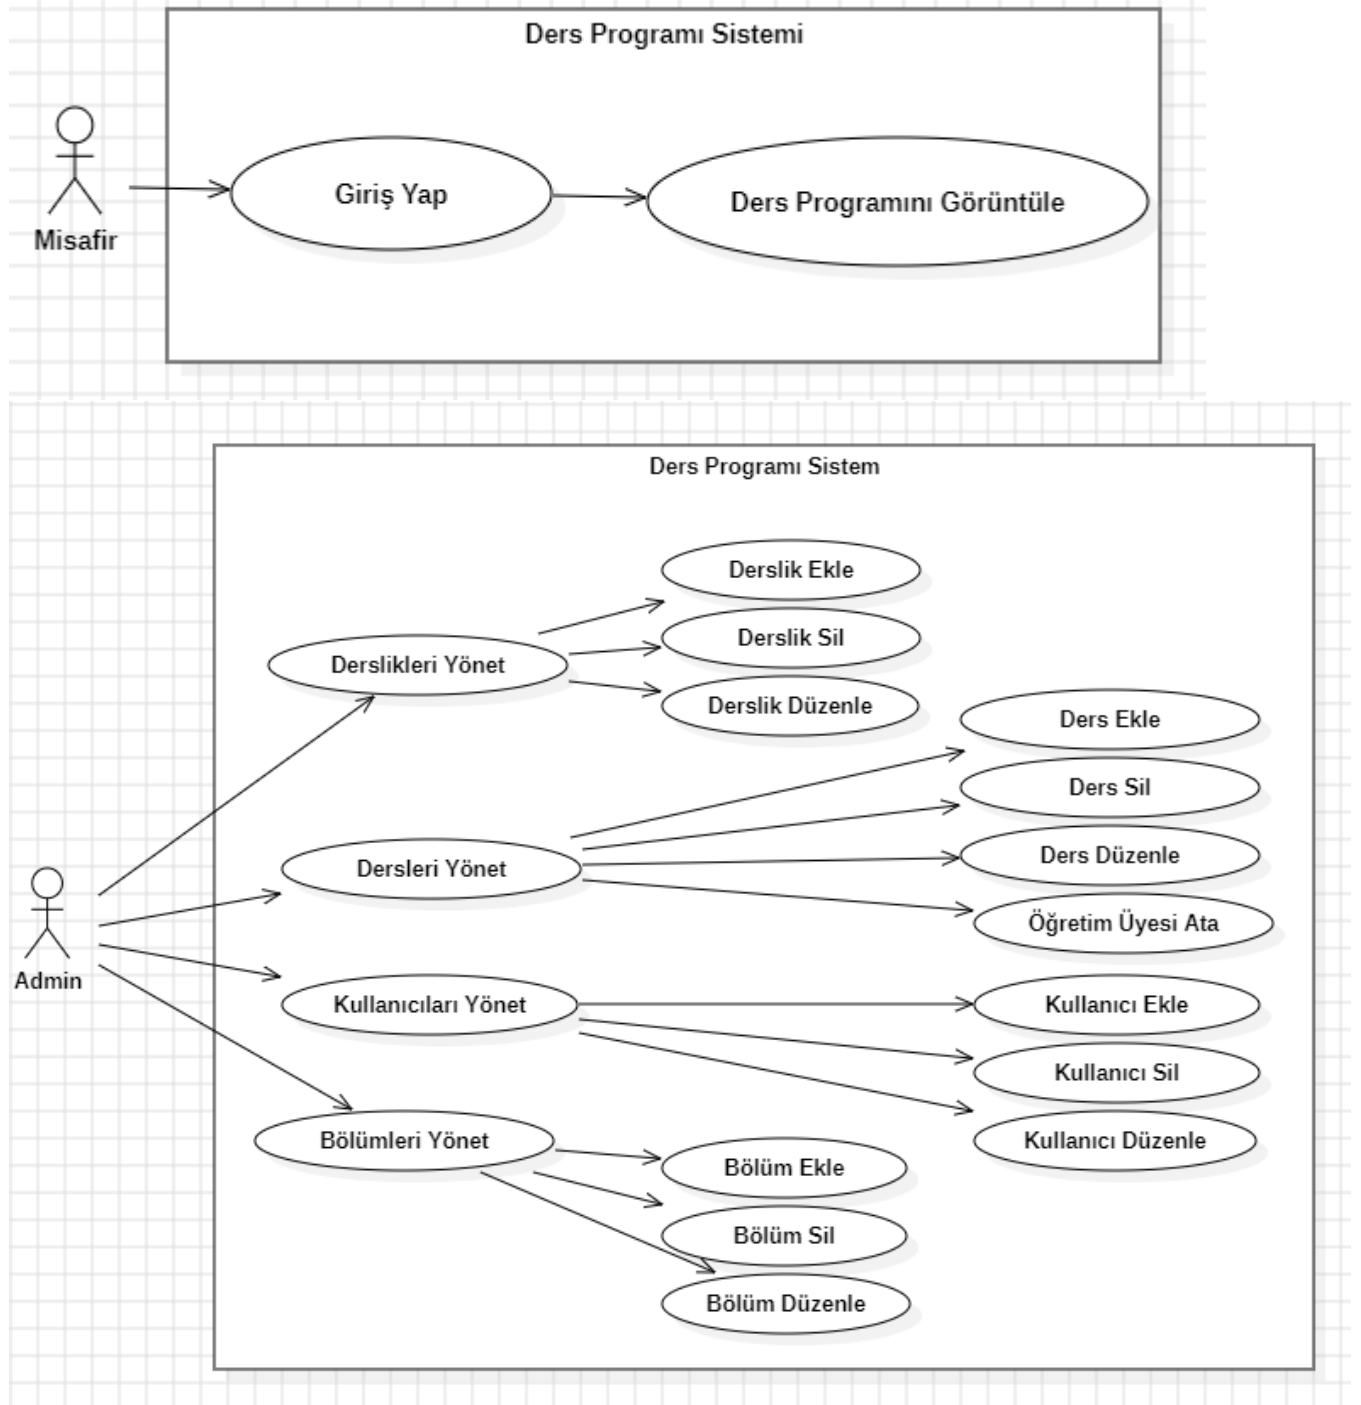 Ders Programı Sistemi
Misafir
Giriş Yap
Ders Programını Görüntüle
Ders Programı Sistem
Derslik Ekle
Derslik Sil
Derslikleri Yönet
Derslik Düzenle
Ders Ekle
Ders Sil
Dersleri Yönet
Ders Düzenle
Öğretim Üyesi Ata
Admin
Kullanıcıları Yönet
Kullanıcı Ekle
Kullanıcı Sil
Bölümleri Yönet
Kullanıcı Düzenle
Bölüm Ekle
Bölüm Sil
Bölüm Düzenle